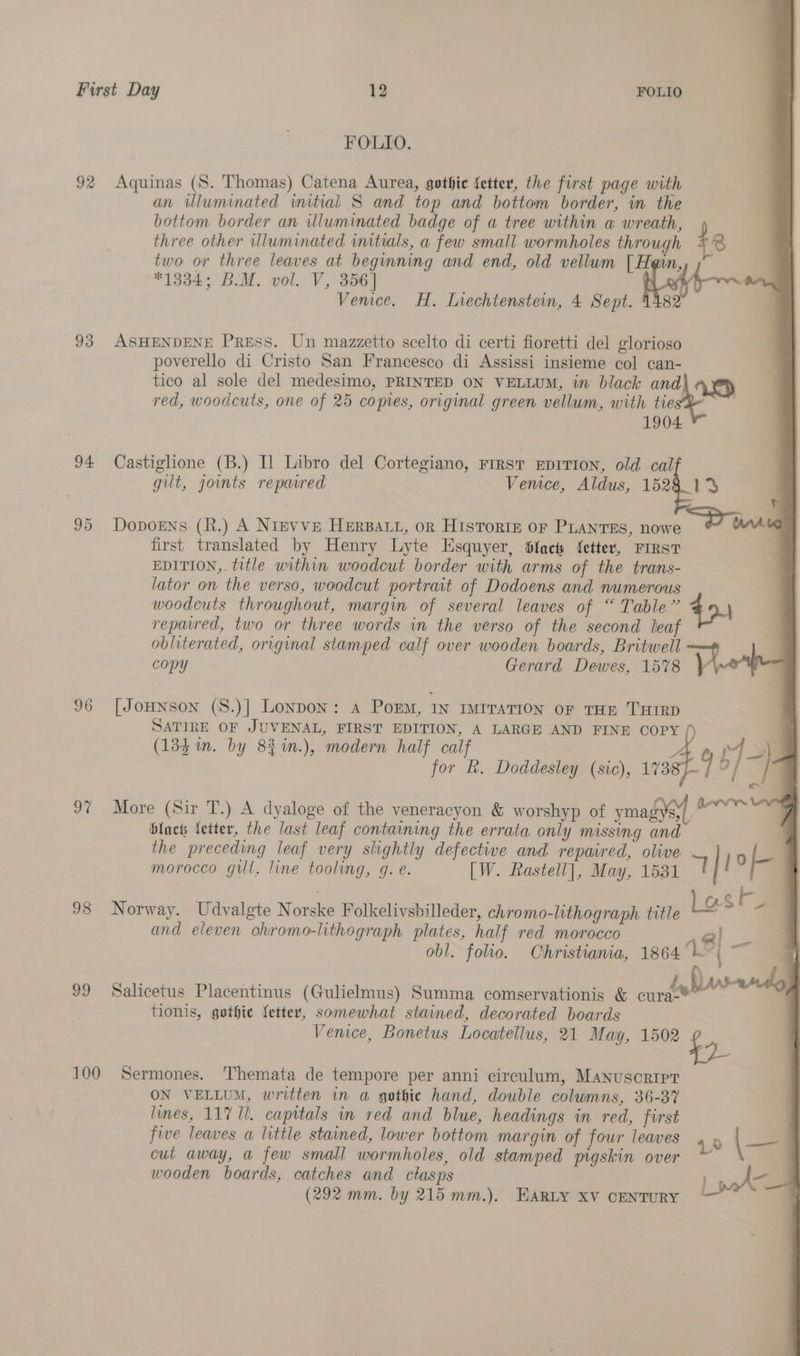 First Day 12 FOLIO
FOLIO.
92 Aquinas (S. Thomas) Catena Aurea, gothic letter, the first page with
an illuminated initial S and top and bottom border, in the
bottom border an illuminated badge of a tree within a wreath,
three other illuminated initials, a few small wormholes through £8
two or three leaves at beginning and end, old vellum [Hain,
*1334; B.M. vol. V, 356]
Venice. H. Liechtenstein, 4 Sept. 1482
93 ASHENDENE PRESS. Un mazzetto scelto di certi fioretti del glorioso
poverello di Cristo San Francesco di Assissi insieme col can-
tico al sole del medesimo, PRINTED ON VELLUM, in black and
red, woodcuts, one of 25 copies, original green vellum, with ties
1904
94 Castiglione (B.) Il Libro del Cortegiano, FIRST EDITION, old calf
gilt, joints repaired Venice, Aldus, 1528 13
95 DODOENS (R.) A NIEVVE HERBALL, OR HISTORIE OF PLANTES, nowe
first translated by Henry Lyte Esquyer, black letter, FIRST
EDITION, title within woodcut border with arms of the trans-
lator on the verso, woodcut portrait of Dodoens and numerous
woodcuts throughout, margin of several leaves of “Table”
repaired, two or three words in the verso of the second leaf
obliterated, original stamped calf over wooden boards, Britwell
copy Gerard Dewes, 1578
96 [JOHNSON (S.)] LONDON: A POEM, IN IMITATION OF THE THIRD
SATIRE OF JUVENAL, FIRST EDITION, A LARGE AND FINE COPY
(13½ in. by 8¾ in.), modern half calf
for R. Doddesley (sic), 1738
97 More (Sir T.) A dyaloge of the veneracyon & worshyp of ymagys,
black letter, the last leaf containing the errata only missing and
the preceding leaf very slightly defective and repaired, olive
morocco gilt, line tooling, g. e. [W. Rastell], May, 1531
98 Norway. Udvalgte Norske Folkelivsbilleder, chromo-lithograph title
and eleven chromo-lithograph plates, half red morocco
obl. folio. Christiania, 1864
99 Salicetus Placentinus (Gulielmus) Summa comservationis & cura-
tionis, gothic letter, somewhat stained, decorated boards
Venice, Bonetus Locatellus, 21 May, 1502 £2
100 Sermones. Themata de tempore per anni circulum, MANUSCRIPT
ON VELLUM, written in a gothic hand, double columns, 36-37
lines, 117 ll. capitals in red and blue, headings in red, first
five leaves a little stained, lower bottom margin of four leaves
cut away, a few small wormholes, old stamped pigskin over
wooden boards, catches and clasps
(292 mm. by 215 mm.). EARLY XV CENTURY